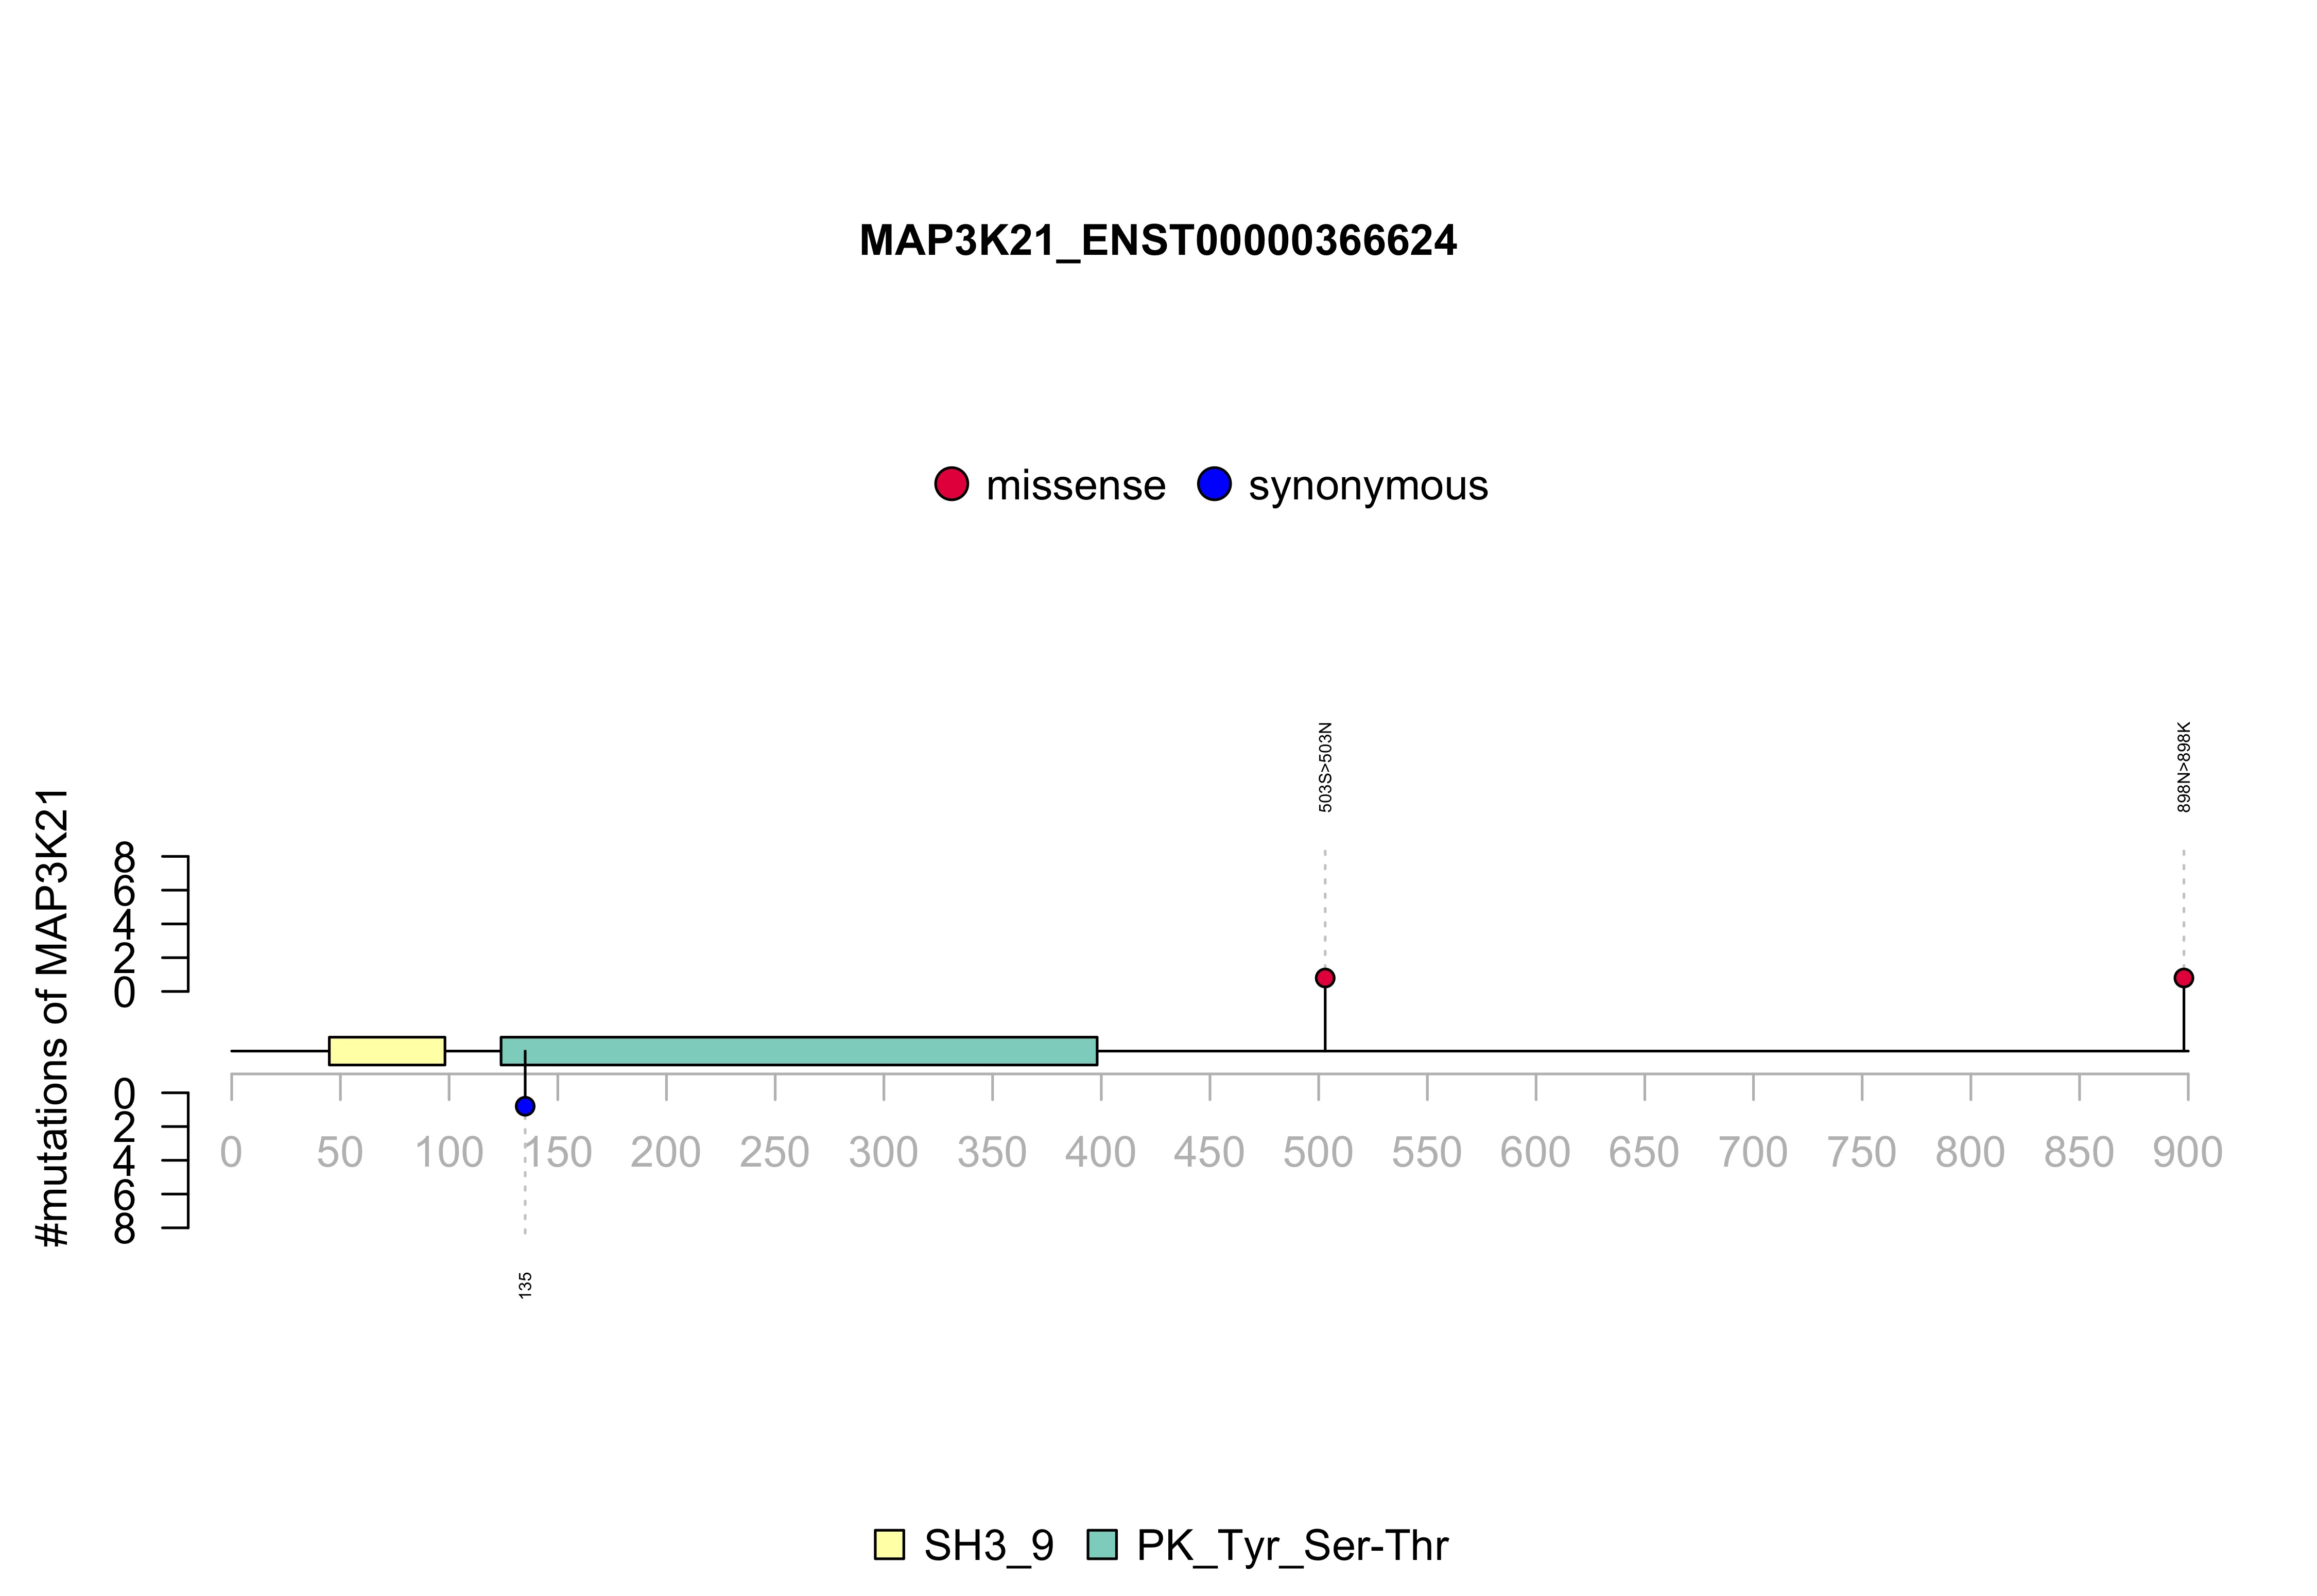 MAP3K21_ENST00000366624
missense synonymous
503S>503N
898N>898K
#mutations of MAP3K21
8
6
4
2
0
0
2
4
6
8
0 50 100 150 200 250 300 350 400 450 500 550 600 650 700 750 800 850 900
135
SH3_9 PK_Tyr_Ser-Thr